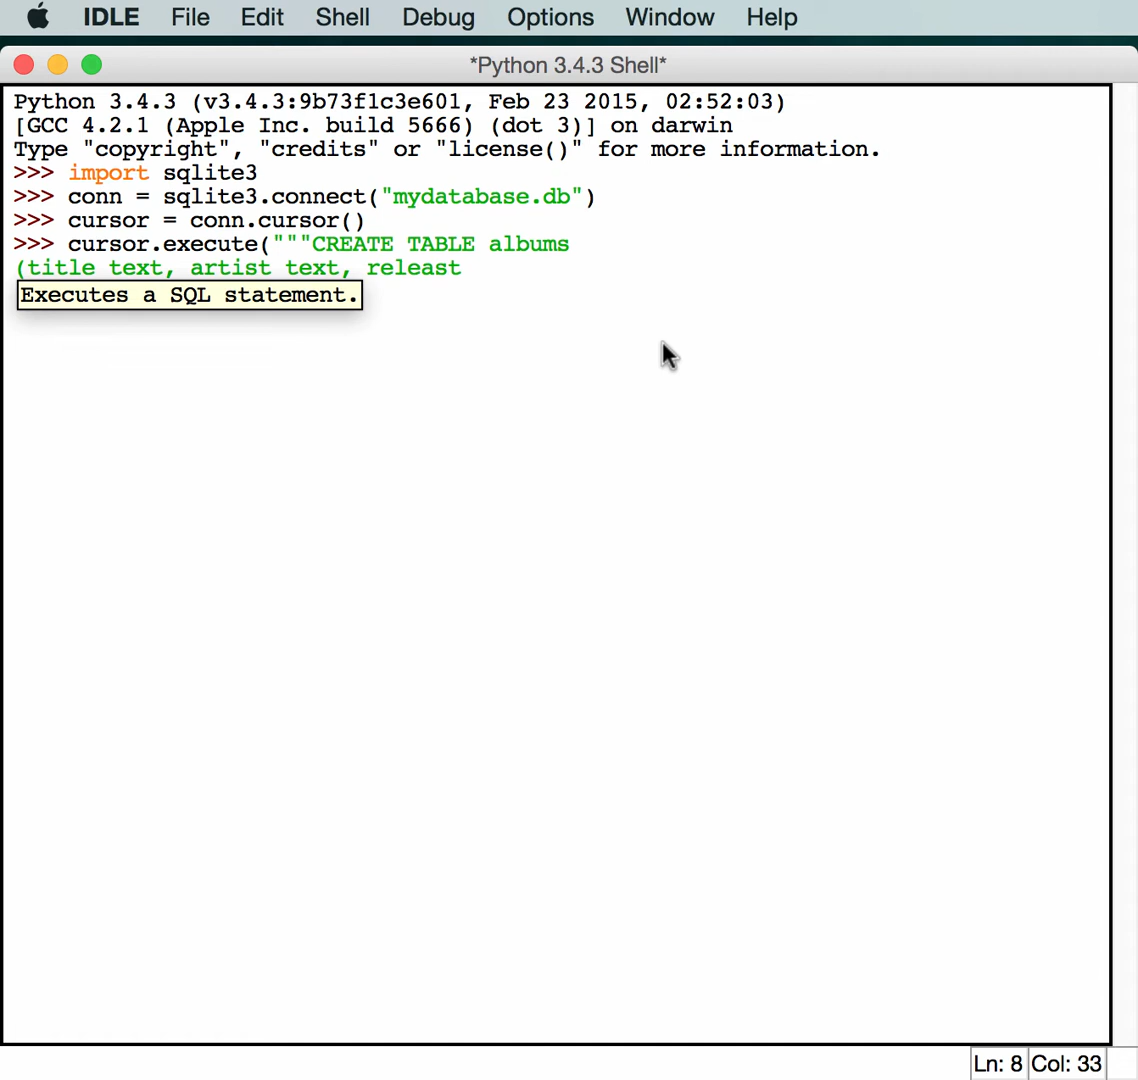 IDLE File Edit Shell Debug Options Window Help
*Python 3.4.3 Shell*
Python 3.4.3 (v3.4.3:9b73f1c3e601, Feb 23 2015, 02:52:03)
[GCC 4.2.1 (Apple Inc. build 5666) (dot 3)] on darwin
Type "copyright", "credits" or "license()" for more information.
>>> import sqlite3
>>> conn = sqlite3.connect("mydatabase.db")
>>> cursor = conn.cursor()
>>> cursor.execute("""CREATE TABLE albums
(title text, artist text, releast
Executes a SQL statement.
Ln: 8 Col: 33